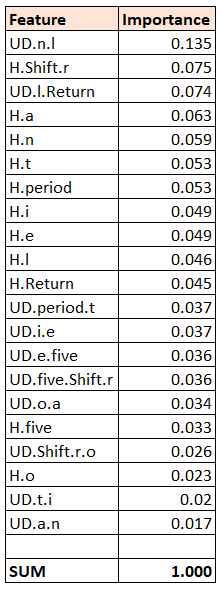 Feature Importance
UD.n.l 0.135
H.Shift.r 0.075
UD.l.Return 0.074
H.a 0.063
H.n 0.059
H.t 0.053
H.period 0.053
H.i 0.049
H.e 0.049
H.l 0.046
H.Return 0.045
UD.period.t 0.037
UD.i.e 0.037
UD.e.five 0.036
UD.five.Shift.r 0.036
UD.o.a 0.034
H.five 0.033
UD.Shift.r.o 0.026
H.o 0.023
UD.t.i 0.02
UD.a.n 0.017
SUM 1.000